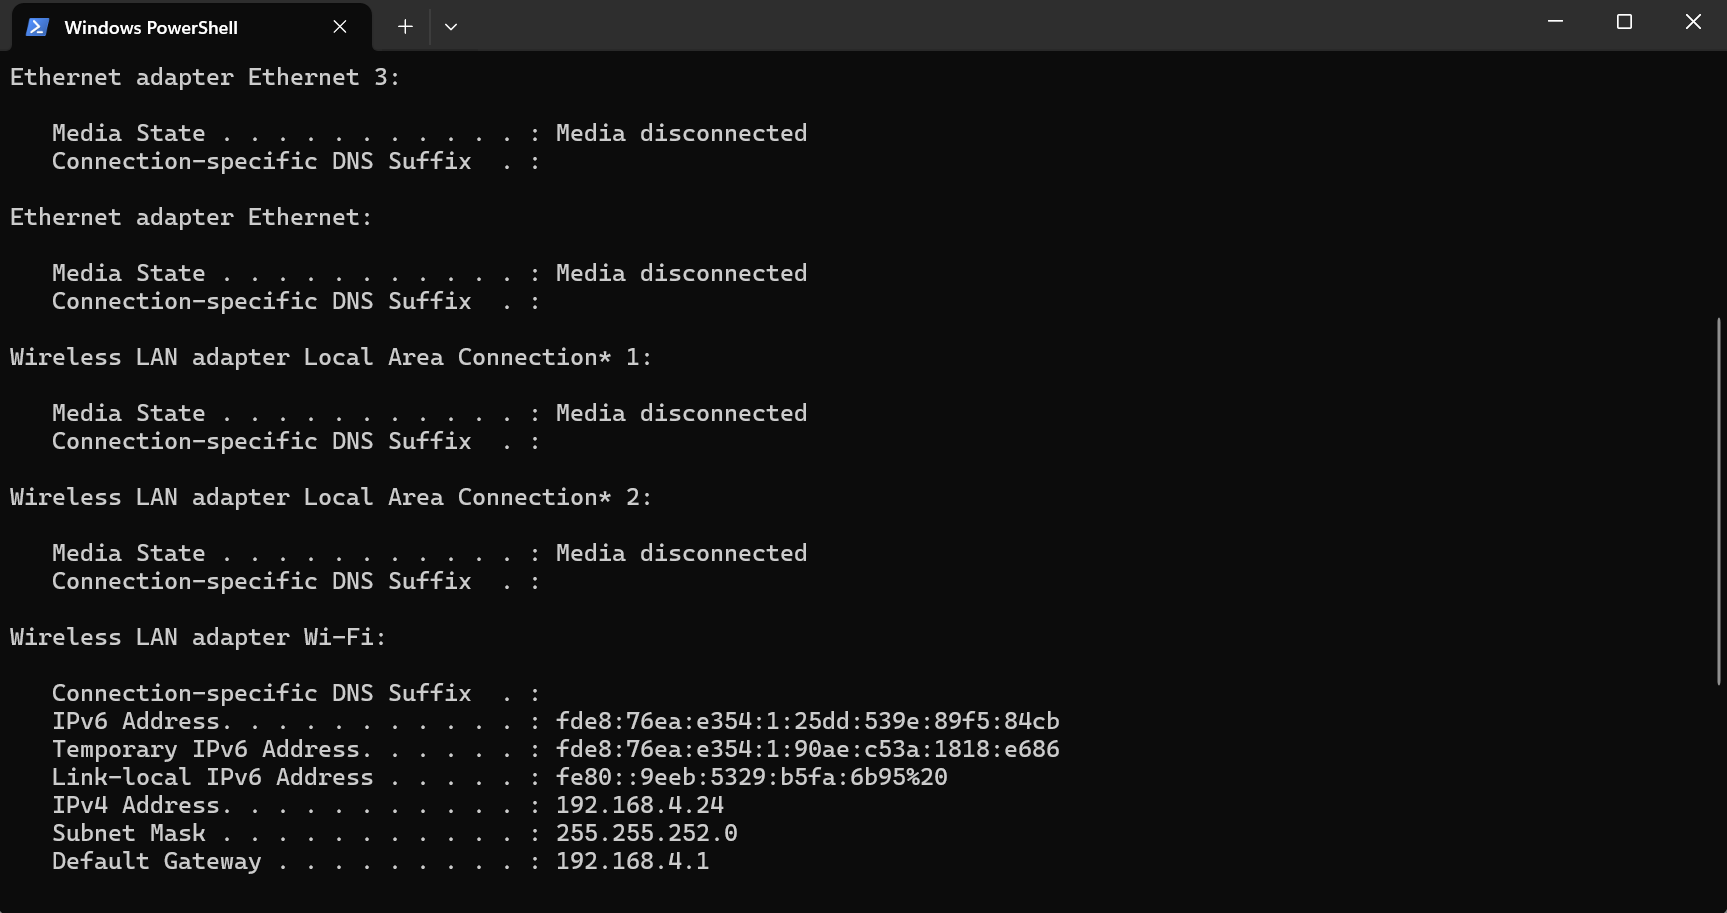 Windows PowerShell
Ethernet adapter Ethernet 3:
Media State . . . . . . . . . . . : Media disconnected
Connection-specific DNS Suffix  . :
Ethernet adapter Ethernet:
Media State . . . . . . . . . . . : Media disconnected
Connection-specific DNS Suffix  . :
Wireless LAN adapter Local Area Connection* 1:
Media State . . . . . . . . . . . : Media disconnected
Connection-specific DNS Suffix  . :
Wireless LAN adapter Local Area Connection* 2:
Media State . . . . . . . . . . . : Media disconnected
Connection-specific DNS Suffix  . :
Wireless LAN adapter Wi-Fi:
Connection-specific DNS Suffix  . :
IPv6 Address. . . . . . . . . . . : fde8:76ea:e354:1:25dd:539e:89f5:84cb
Temporary IPv6 Address. . . . . . : fde8:76ea:e354:1:90ae:c53a:1818:e686
Link-local IPv6 Address . . . . . : fe80::9eeb:5329:b5fa:6b95%20
IPv4 Address. . . . . . . . . . . : 192.168.4.24
Subnet Mask . . . . . . . . . . . : 255.255.252.0
Default Gateway . . . . . . . . . : 192.168.4.1